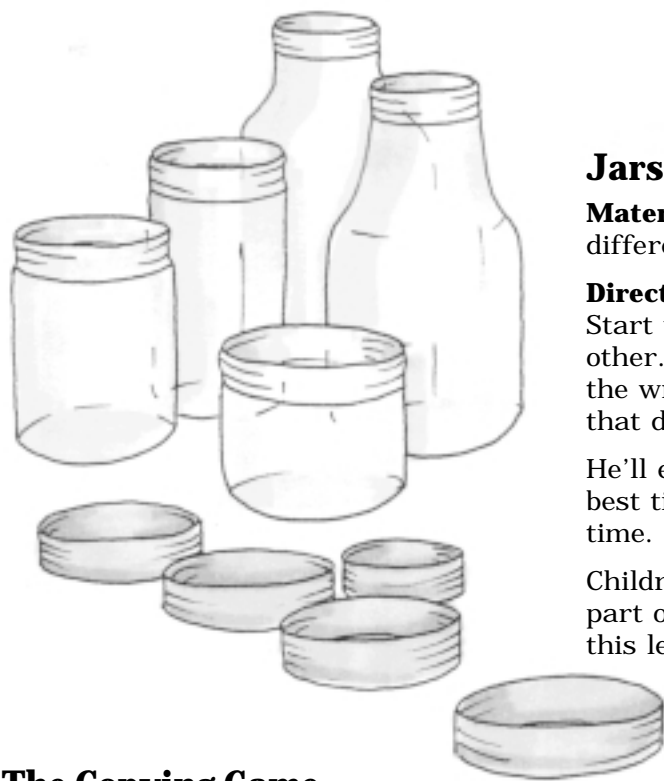 Jars
Mater
differe
Direct
Start
other.
the w
that d
He'll e
best ti
time.
Childr
part o
this le
The Copying Game